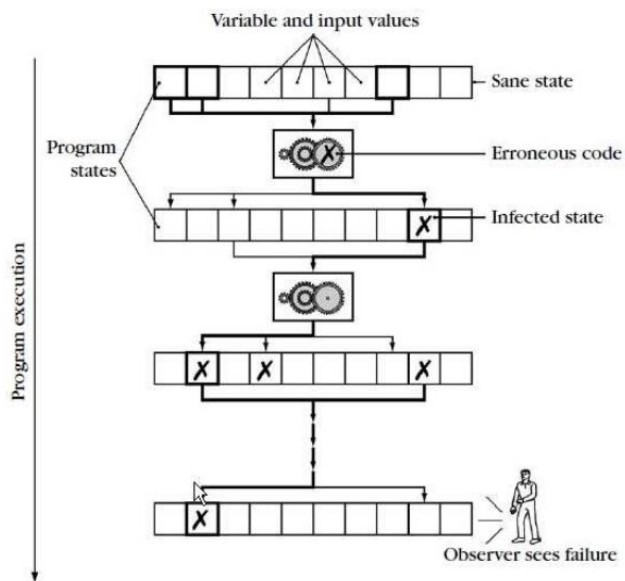 Variable and input values
Sane state
Program
states
Erroneous code
Infected state
Program execution
Observer sees failure